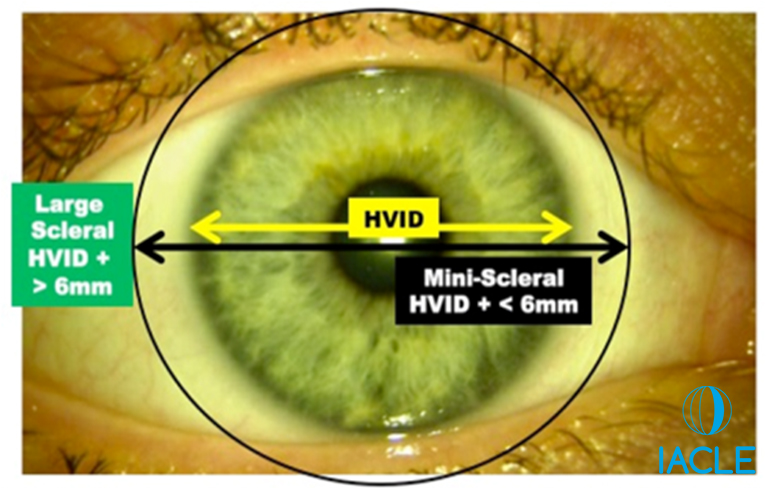 HVID
Large
Scleral
HVID +
> 6mm
Mini-Scleral
HVID + < 6mm
IACLE